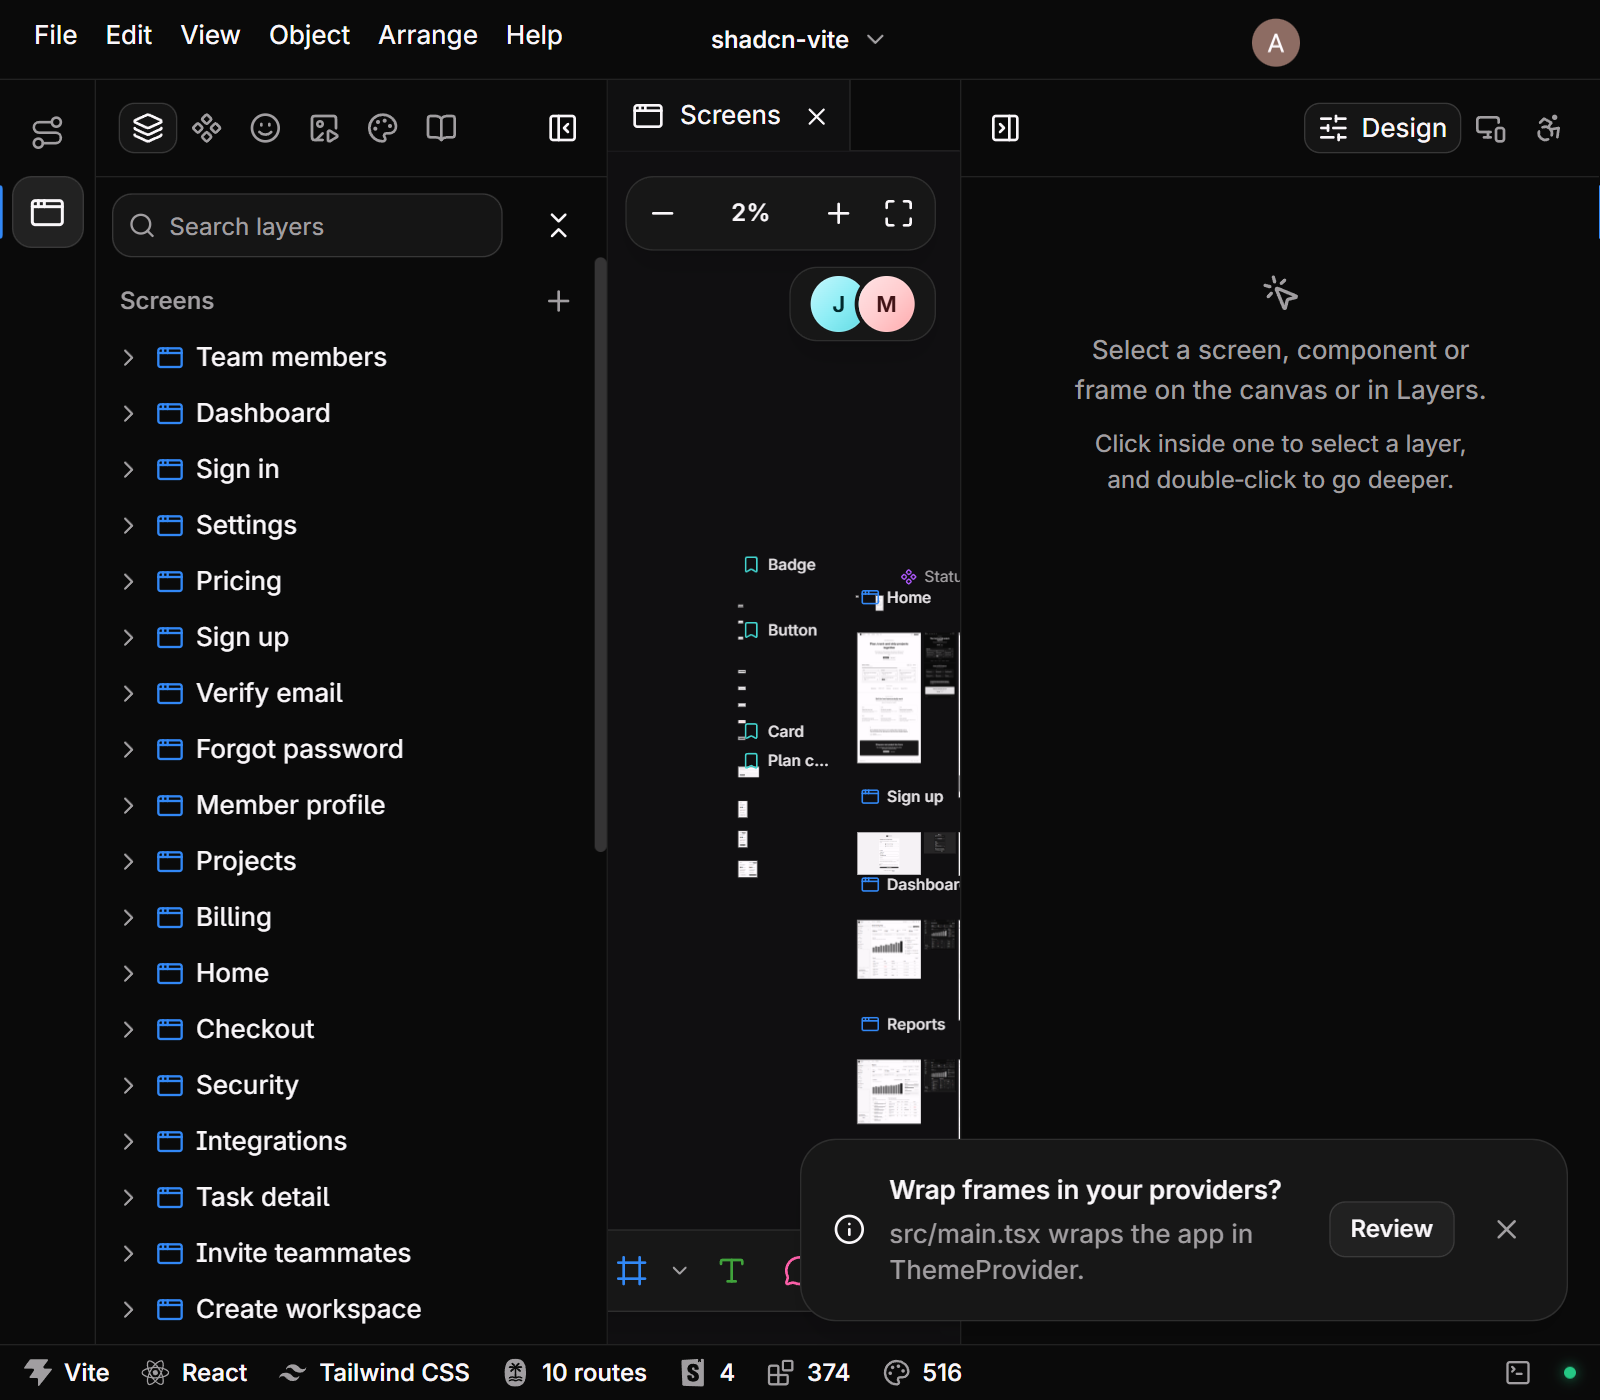 File Edit View Object Arrange Help
shadcn-vite
A
Screens
Design
Search layers
2%
Screens
J M
Team members
Dashboard
Sign in
Settings
Pricing
Sign up
Verify email
Forgot password
Member profile
Projects
Billing
Home
Checkout
Security
Integrations
Task detail
Invite teammates
Create workspace
Badge
Button
Card
Plan c...
Statu
Home
Sign up
Dashboar
Reports
Select a screen, component or
frame on the canvas or in Layers.
Click inside one to select a layer,
and double-click to go deeper.
Wrap frames in your providers?
src/main.tsx wraps the app in
ThemeProvider.
Review
Vite React Tailwind CSS 10 routes 4 374 516